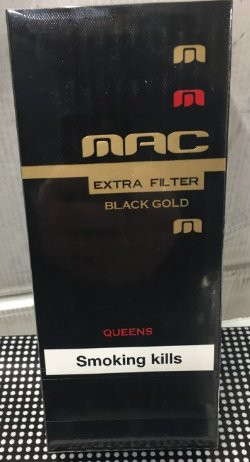 m
m
mac
EXTRA FILTER
BLACK GOLD
m
QUEENS
Smoking kills